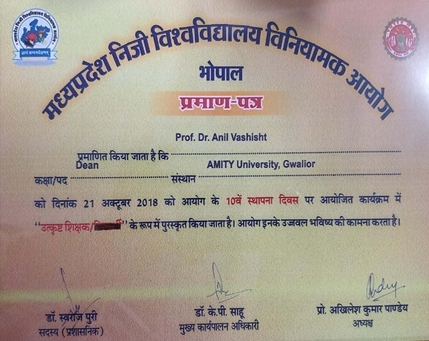 मध्यप्रदेश निजी विश्वविद्यालय विनियामक आयोग
भोपाल
प्रमाण-पत्र
Prof. Dr. Anil Vashisht
प्रमाणित किया जाता है कि
Dean AMITY University, Gwalior
कक्षा/पद संस्थान
को दिनांक 21 अक्टूबर 2018 को आयोग के 10वें स्थापना दिवस पर आयोजित कार्यक्रम में
"उत्कृष्ट शिक्षक/ " के रूप में पुरस्कृत किया जाता है। आयोग इनके उज्जवल भविष्य की कामना करता है।
डॉ. स्वरोजि पुरी डॉ. के.पी. साहू प्रो. अखिलेश कुमार पाण्डेय
सदस्य (प्रशासनिक) मुख्य कार्यपालन अधिकारी अध्यक्ष